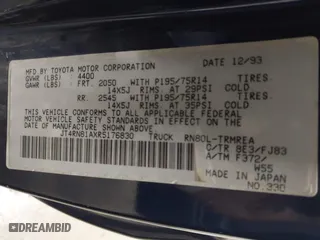 MFD BY TOYOTA MOTOR CORPORATION DATE 12/93
GVWR (LBS) 4400
GAWR (LBS) FRT. 2050 WITH P195/75R14 TIRES
14X5J RIMS AT 29PSI COLD
RR. 2545 WITH P195/75R14 TIRES
14X5J RIMS AT 35PSI COLD
THIS VEHICLE CONFORMS TO ALL APPLICABLE
FEDERAL MOTOR VEHICLE SAFETY STANDARDS
IN EFFECT ON THE DATE OF MANUFACTURE
SHOWN ABOVE.
JT4RN81AXR5176830 TRUCK RN80L-TRMREA
C/TR 8E3/FJ83
A/TM F372/
W55
MADE IN JAPAN
NO.330
© AUTOBIDMASTER